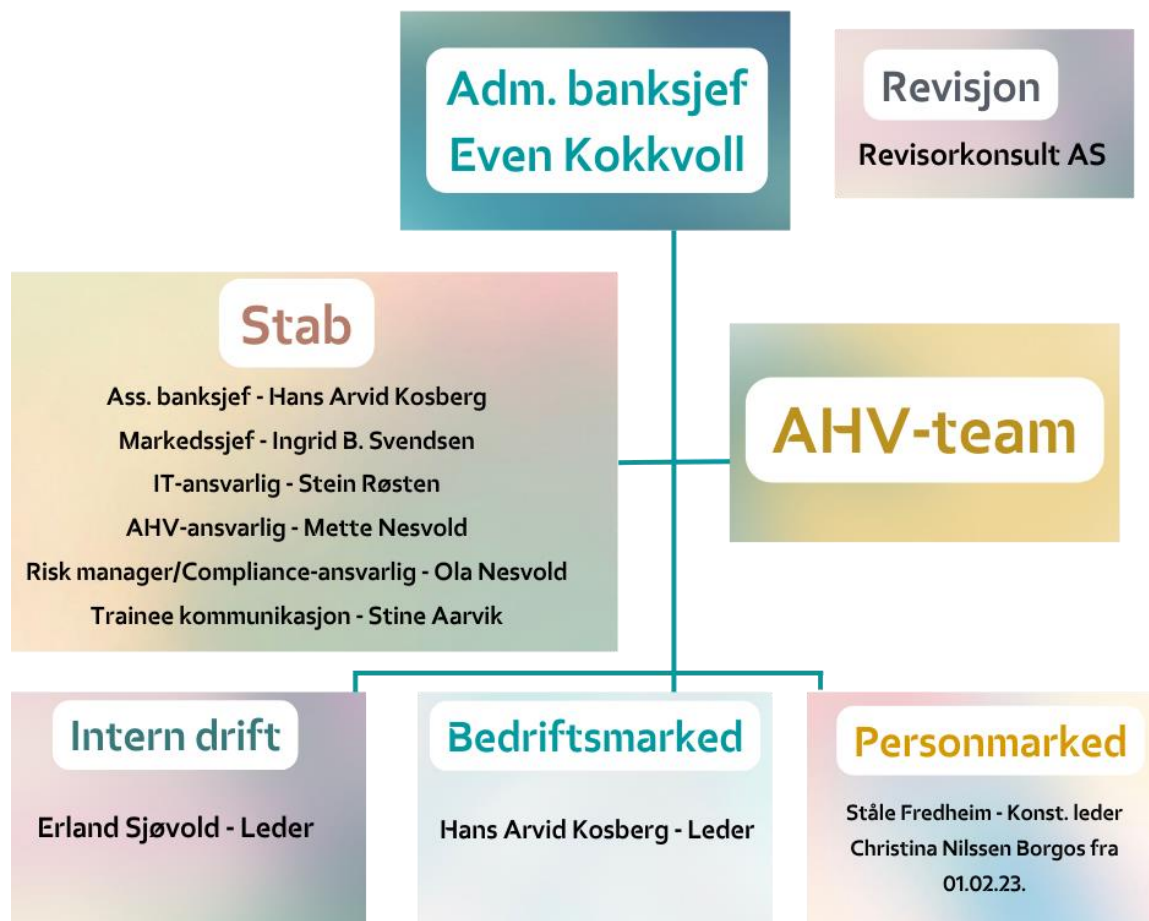 Adm. banksjef
Even Kokkvoll
Revisjon
Revisorkonsult AS
Stab
Ass. banksjef - Hans Arvid Kosberg
Markedssjef - Ingrid B. Svendsen
IT-ansvarlig - Stein Røsten
AHV-ansvarlig - Mette Nesvold
Risk manager/Compliance-ansvarlig - Ola Nesvold
Trainee kommunikasjon - Stine Aarvik
AHV-team
Intern drift
Erland Sjøvold - Leder
Bedriftsmarked
Hans Arvid Kosberg - Leder
Personmarked
Ståle Fredheim - Konst. leder
Christina Nilssen Borgos fra
01.02.23.